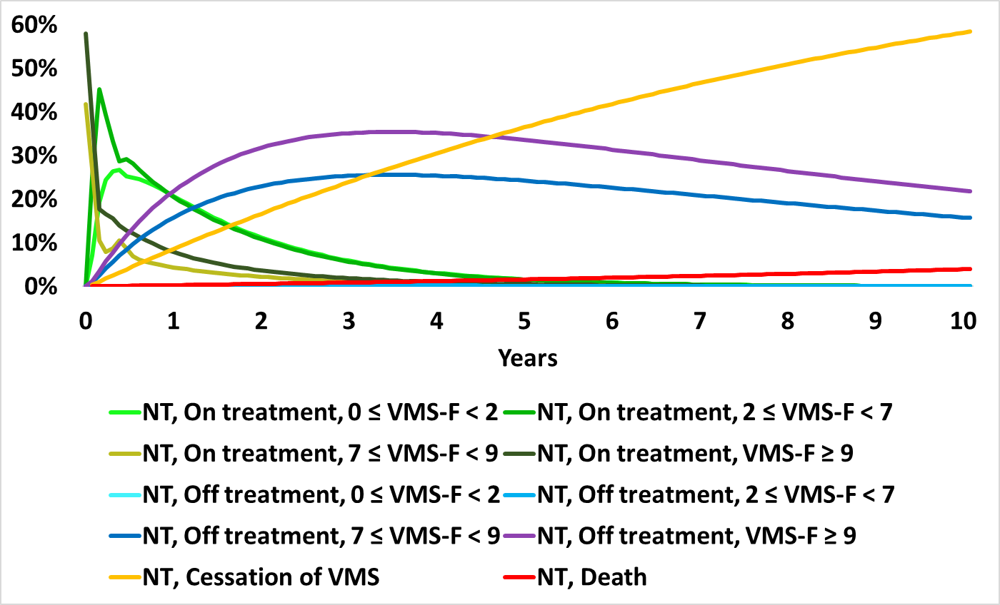 60%
50%
40%
30%
20%
10%
0%
0 1 2 3 4 5 6 7 8 9 10
Years
NT, On treatment, 0 ≤ VMS-F < 2 NT, On treatment, 2 ≤ VMS-F < 7
NT, On treatment, 7 ≤ VMS-F < 9 NT, On treatment, VMS-F ≥ 9
NT, Off treatment, 0 ≤ VMS-F < 2 NT, Off treatment, 2 ≤ VMS-F < 7
NT, Off treatment, 7 ≤ VMS-F < 9 NT, Off treatment, VMS-F ≥ 9
NT, Cessation of VMS NT, Death